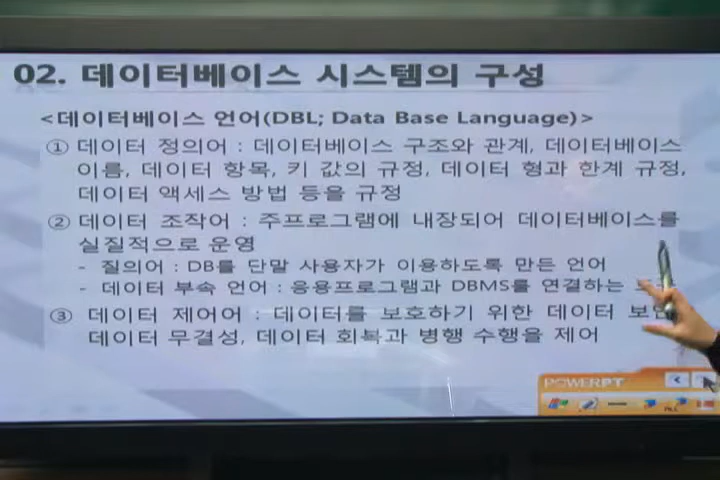 02. 데이터베이스 시스템의 구성
<데이터베이스 언어(DBL; Data Base Language)>
① 데이터 정의어 : 데이터베이스 구조와 관계, 데이터베이스
이름, 데이터 항목, 키 값의 규정, 데이터 형과 한계 규정,
데이터 액세스 방법 등을 규정
② 데이터 조작어 : 주프로그램에 내장되어 데이터베이스를
실질적으로 운영
- 질의어 : DB를 단말 사용자가 이용하도록 만든 언어
- 데이터 부속 언어 : 응용프로그램과 DBMS를 연결하는
③ 데이터 제어어 : 데이터를 보호하기 위한 데이터 보안,
데이터 무결성, 데이터 회복과 병행 수행을 제어
POWERPT